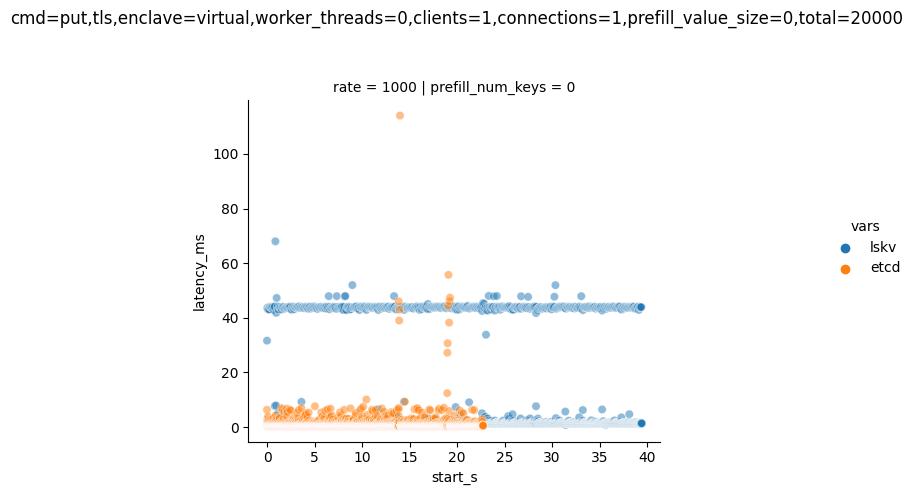 cmd=put,tls,enclave=virtual,worker_threads=0,clients=1,connections=1,prefill_value_size=0,total=20000
rate = 1000 | prefill_num_keys = 0
latency_ms
100
80
60
40
20
0
0 5 10 15 20 25 30 35 40
start_s
vars
lskv
etcd